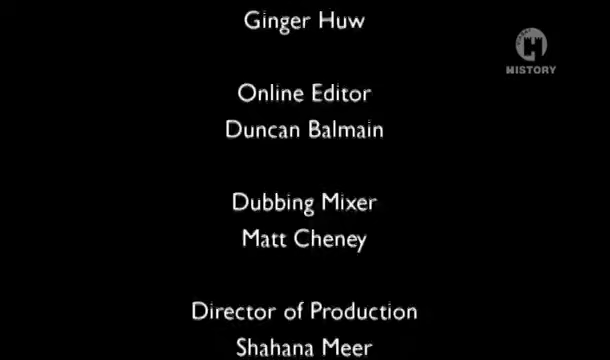 Ginger Huw
HISTORY
Online Editor
Duncan Balmain
Dubbing Mixer
Matt Cheney
Director of Production
Shahana Meer